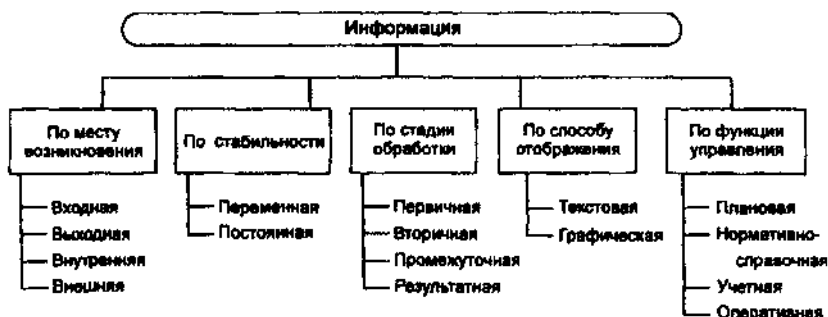 Информация
По месту
возникновения
Входная
Выходная
Внутренняя
Внешняя
По стабильности
Переменная
Постоянная
По стадии
обработки
Первичная
Вторичная
Промежуточная
Результатная
По способу
отображения
Текстовая
Графическая
По функции
управления
Плановая
Нормативно-
справочная
Учетная
Оперативная